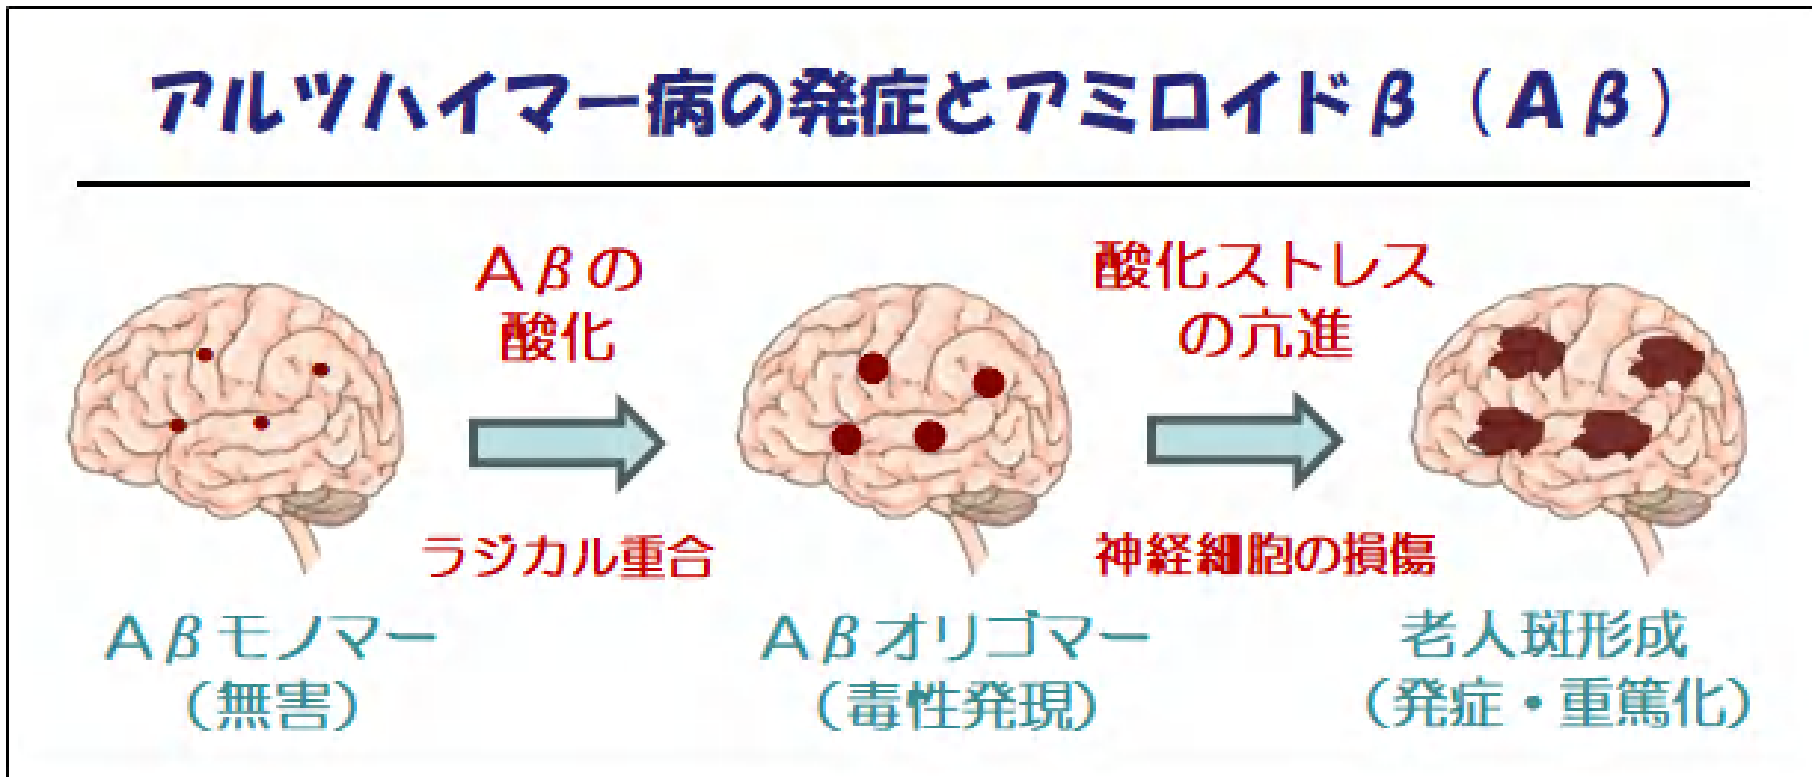 アルツハイマー病の発症とアミロイドβ（Aβ）
Aβの
酸化
酸化ストレス
の亢進
ラジカル重合
神経細胞の損傷
Aβモノマー
（無害）
Aβオリゴマー
（毒性発現）
老人斑形成
（発症・重篤化）